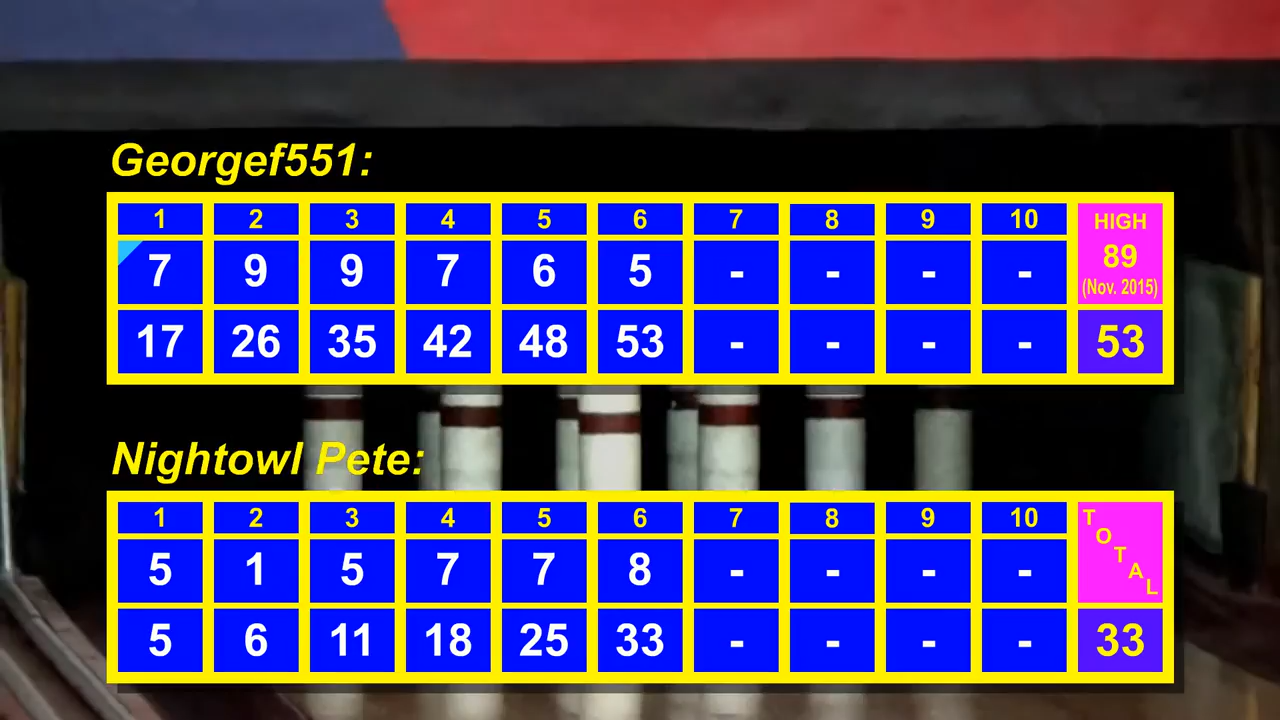 Georgef551:
1 2 3 4 5 6 7 8 9 10 HIGH
7 9 9 7 6 5 - - - - 89
(Nov. 2015)
17 26 35 42 48 53 - - - - 53
Nightowl Pete:
1 2 3 4 5 6 7 8 9 10 TOTAL
5 1 5 7 7 8 - - - -
5 6 11 18 25 33 - - - - 33